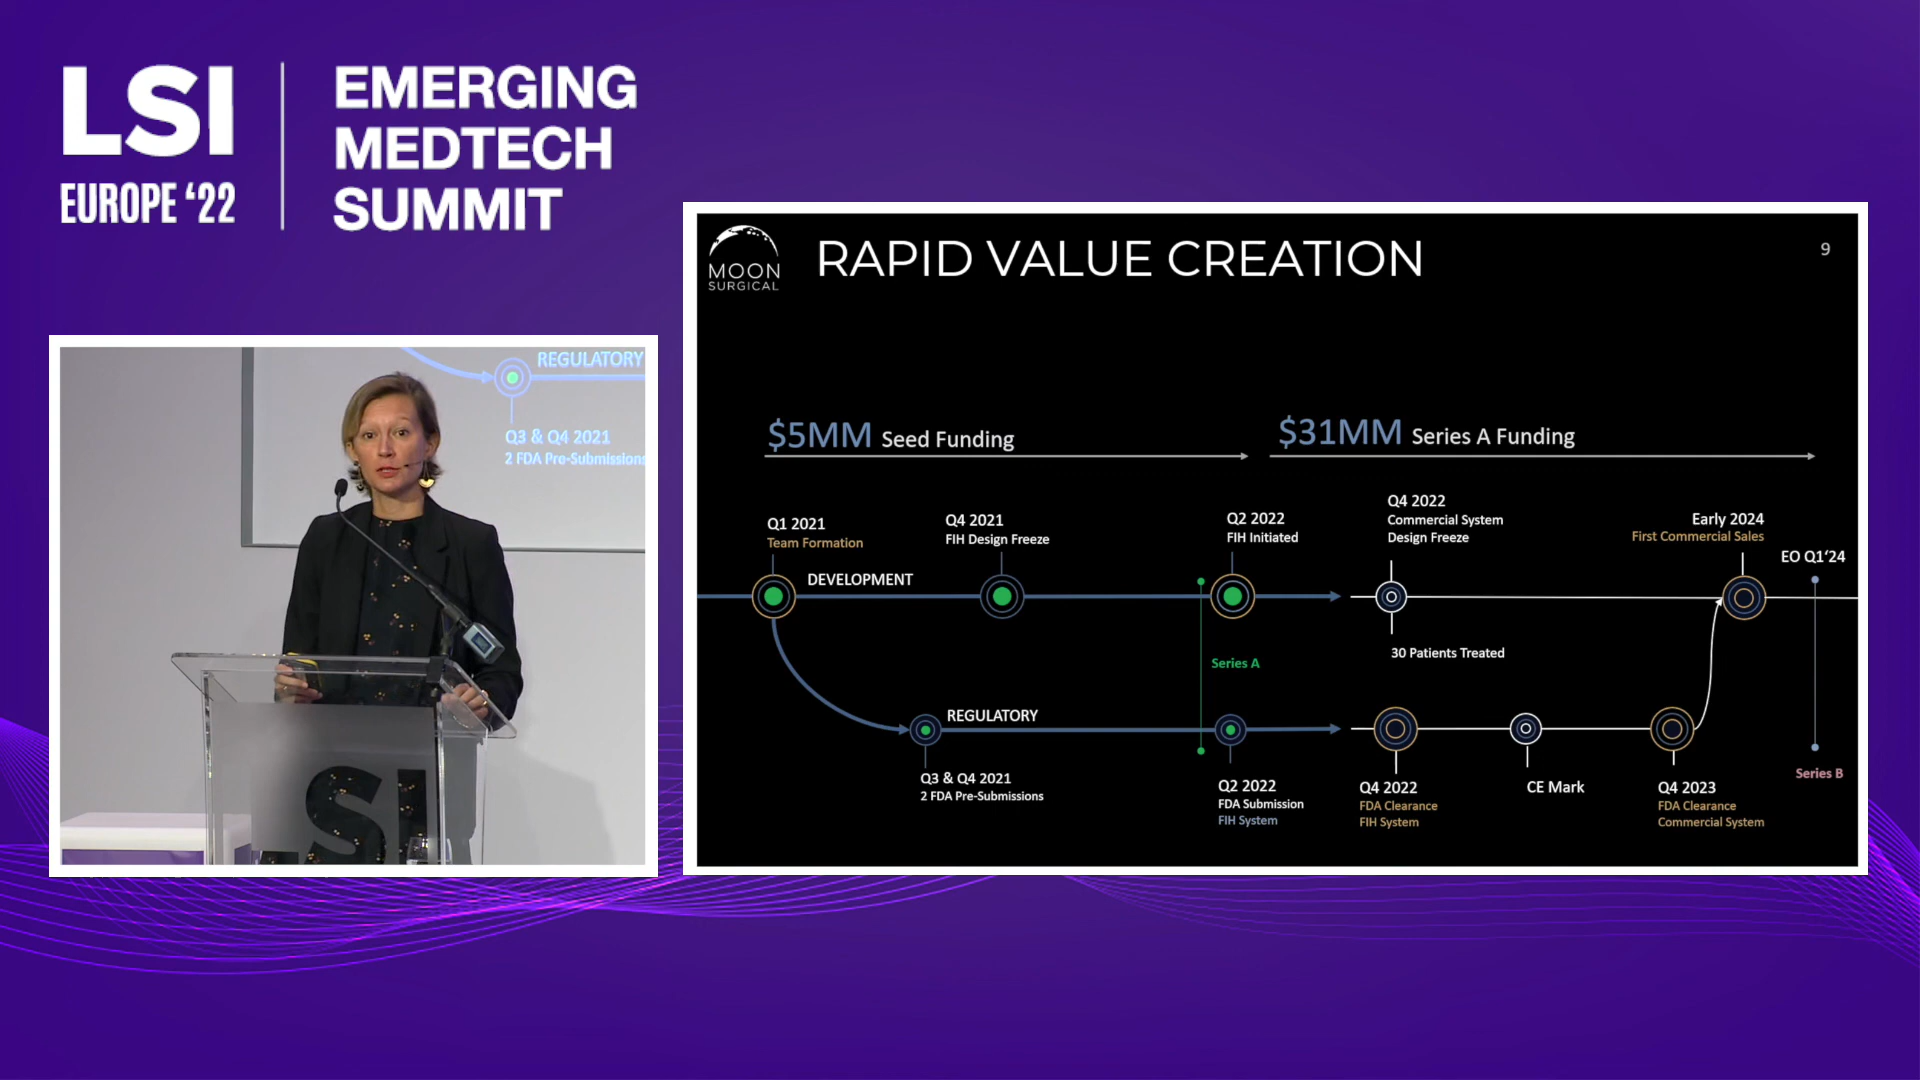 LSI
EUROPE ‘22
EMERGING
MEDTECH
SUMMIT
REGULATORY
Q3 & Q4 2021
2 FDA Pre-Submissions
LSI
MOON
SURGICAL
RAPID VALUE CREATION
9
$5MM Seed Funding
$31MM Series A Funding
Q1 2021
Team Formation
Q4 2021
FIH Design Freeze
Q2 2022
FIH Initiated
Q4 2022
Commercial System
Design Freeze
Early 2024
First Commercial Sales
EO Q1‘24
DEVELOPMENT
30 Patients Treated
Series A
REGULATORY
Q3 & Q4 2021
2 FDA Pre-Submissions
Q2 2022
FDA Submission
FIH System
Q4 2022
FDA Clearance
FIH System
CE Mark
Q4 2023
FDA Clearance
Commercial System
Series B